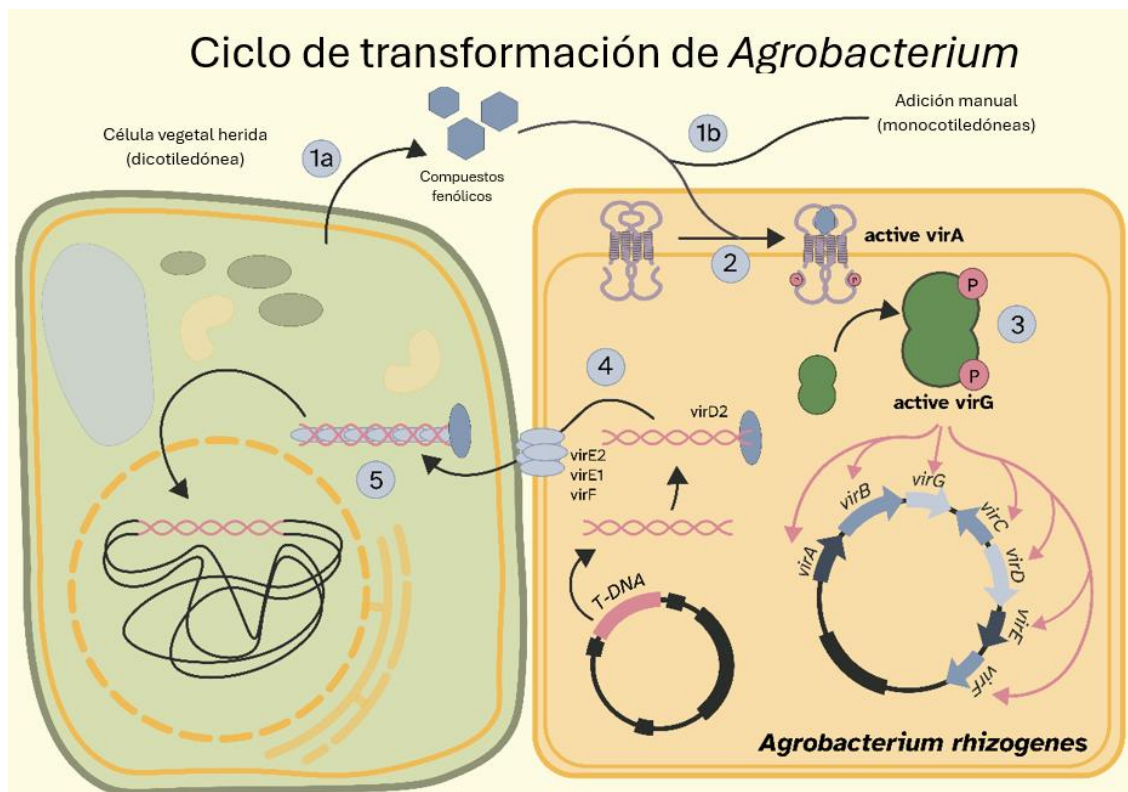 Ciclo de transformación de Agrobacterium
Célula vegetal herida
(dicotiledónea)
1a
Compuestos
fenólicos
1b
Adición manual
(monocotiledóneas)
2
active virA
P
P
P
P
3
active virG
4
virD2
virE2
virE1
virF
5
T-DNA
virA
virB
virG
virC
virD
virE
virF
Agrobacterium rhizogenes